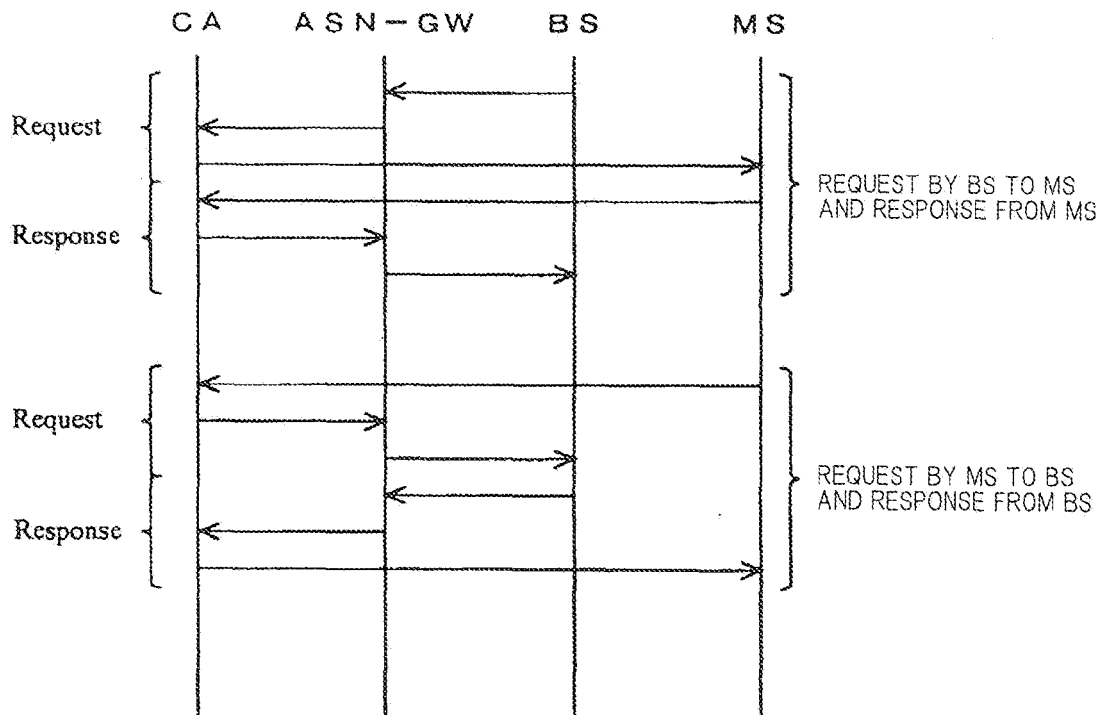 CA ASN-GW BS MS
Request
REQUEST BY BS TO MS
AND RESPONSE FROM MS
Response
Request
REQUEST BY MS TO BS
AND RESPONSE FROM BS
Response